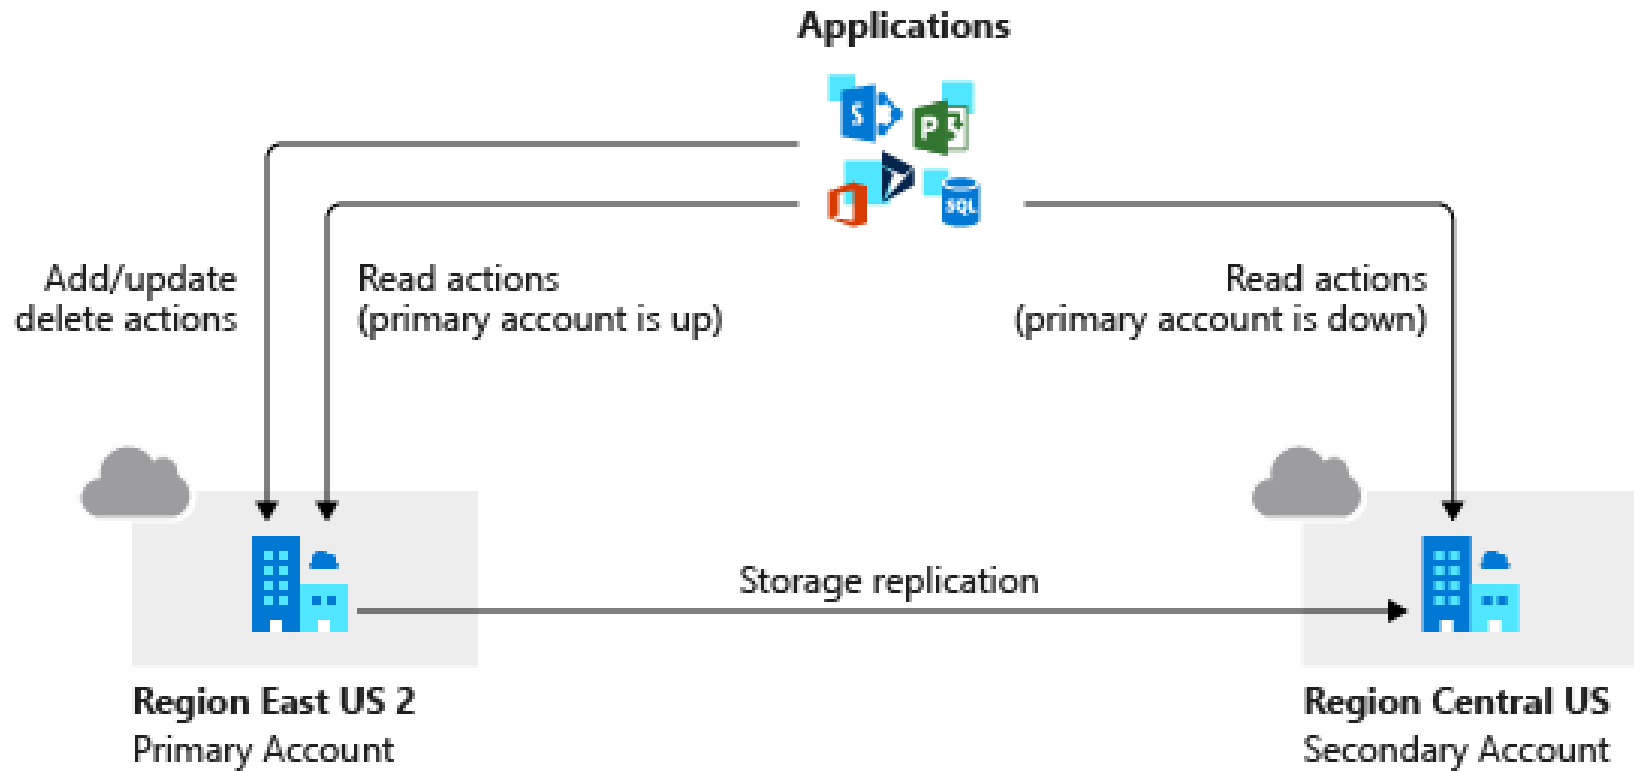 Applications
S
P
SQL
Add/update
delete actions
Read actions
(primary account is up)
Read actions
(primary account is down)
Storage replication
Region East US 2
Primary Account
Region Central US
Secondary Account